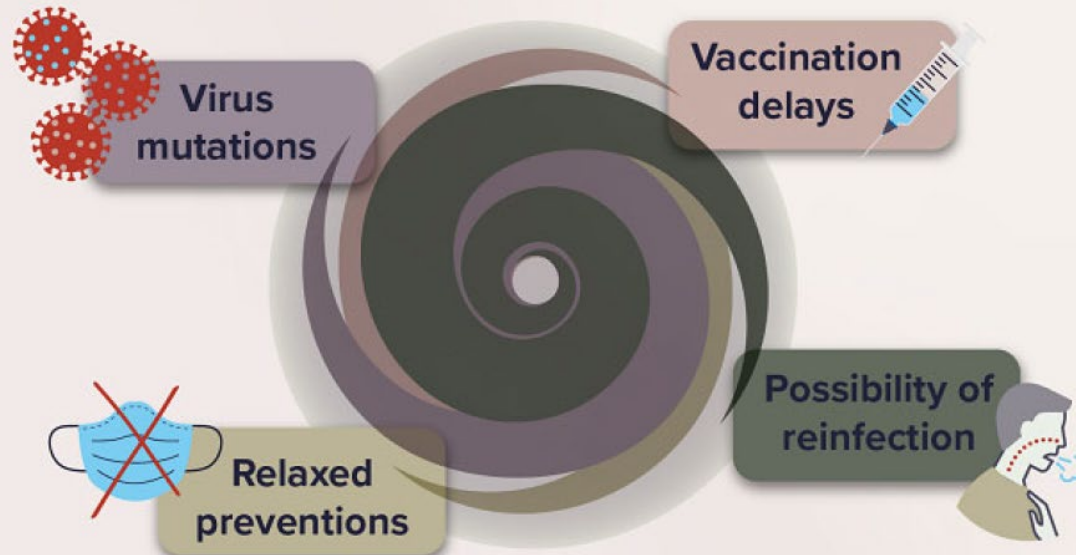 Virus
mutations
Vaccination
delays
Relaxed
preventions
Possibility of
reinfection